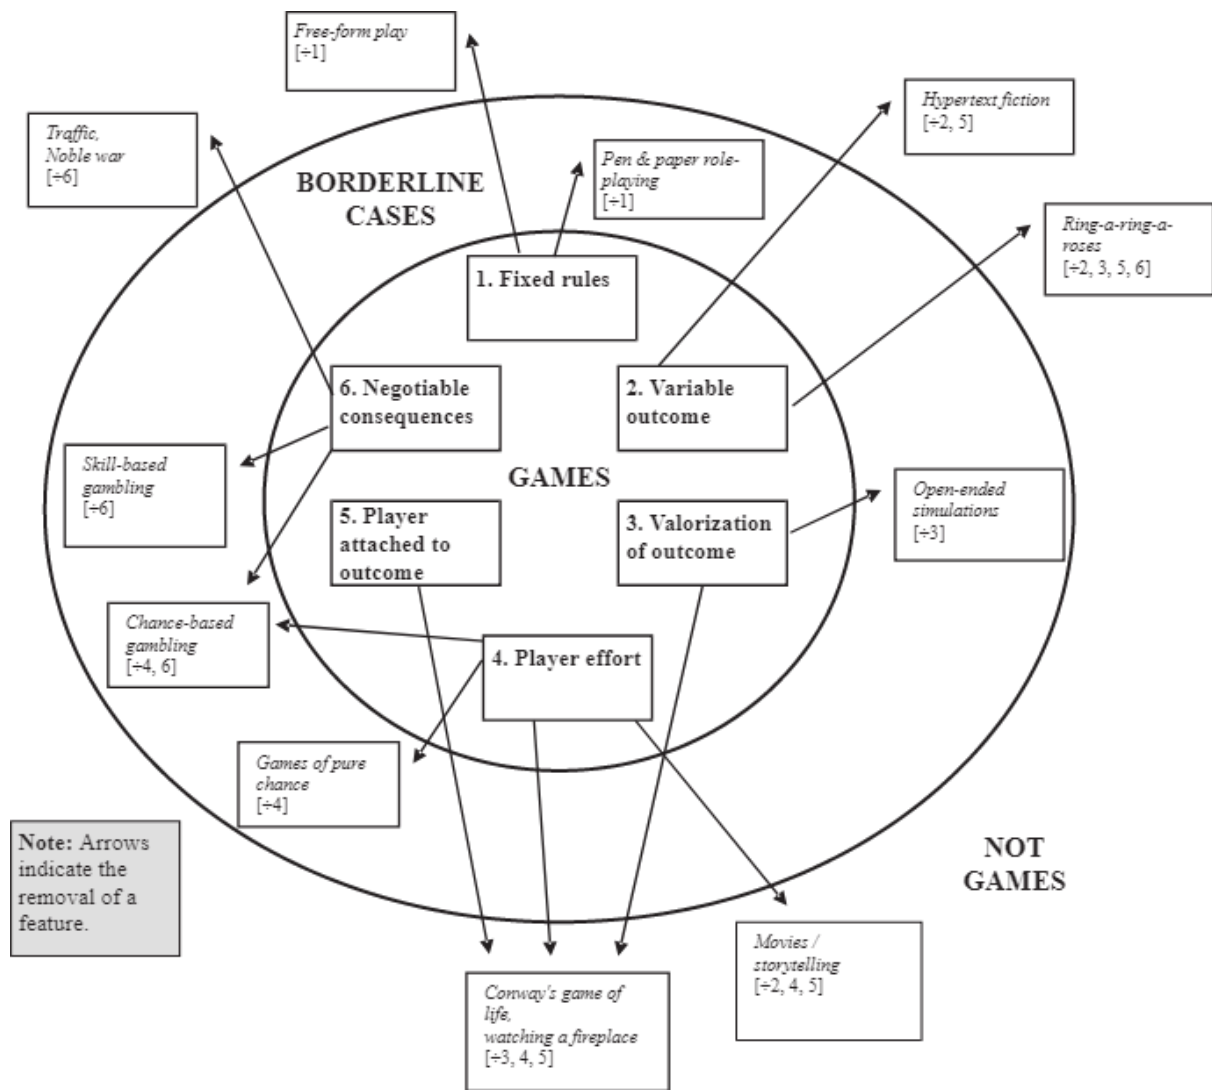 Free-form play
[÷1]
Hypertext fiction
[÷2, 5]
Traffic,
Noble war
[÷6]
BORDERLINE
CASES
Pen & paper role-
playing
[÷1]
Ring-a-ring-a-
roses
[÷2, 3, 5, 6]
1. Fixed rules
6. Negotiable
consequences
2. Variable
outcome
Skill-based
gambling
[÷6]
GAMES
Open-ended
simulations
[÷3]
5. Player
attached to
outcome
3. Valorization
of outcome
Chance-based
gambling
[÷4, 6]
4. Player effort
Games of pure
chance
[÷4]
Note: Arrows
indicate the
removal of a
feature.
NOT
GAMES
Movies /
storytelling
[÷2, 4, 5]
Conway's game of
life,
watching a fireplace
[÷3, 4, 5]